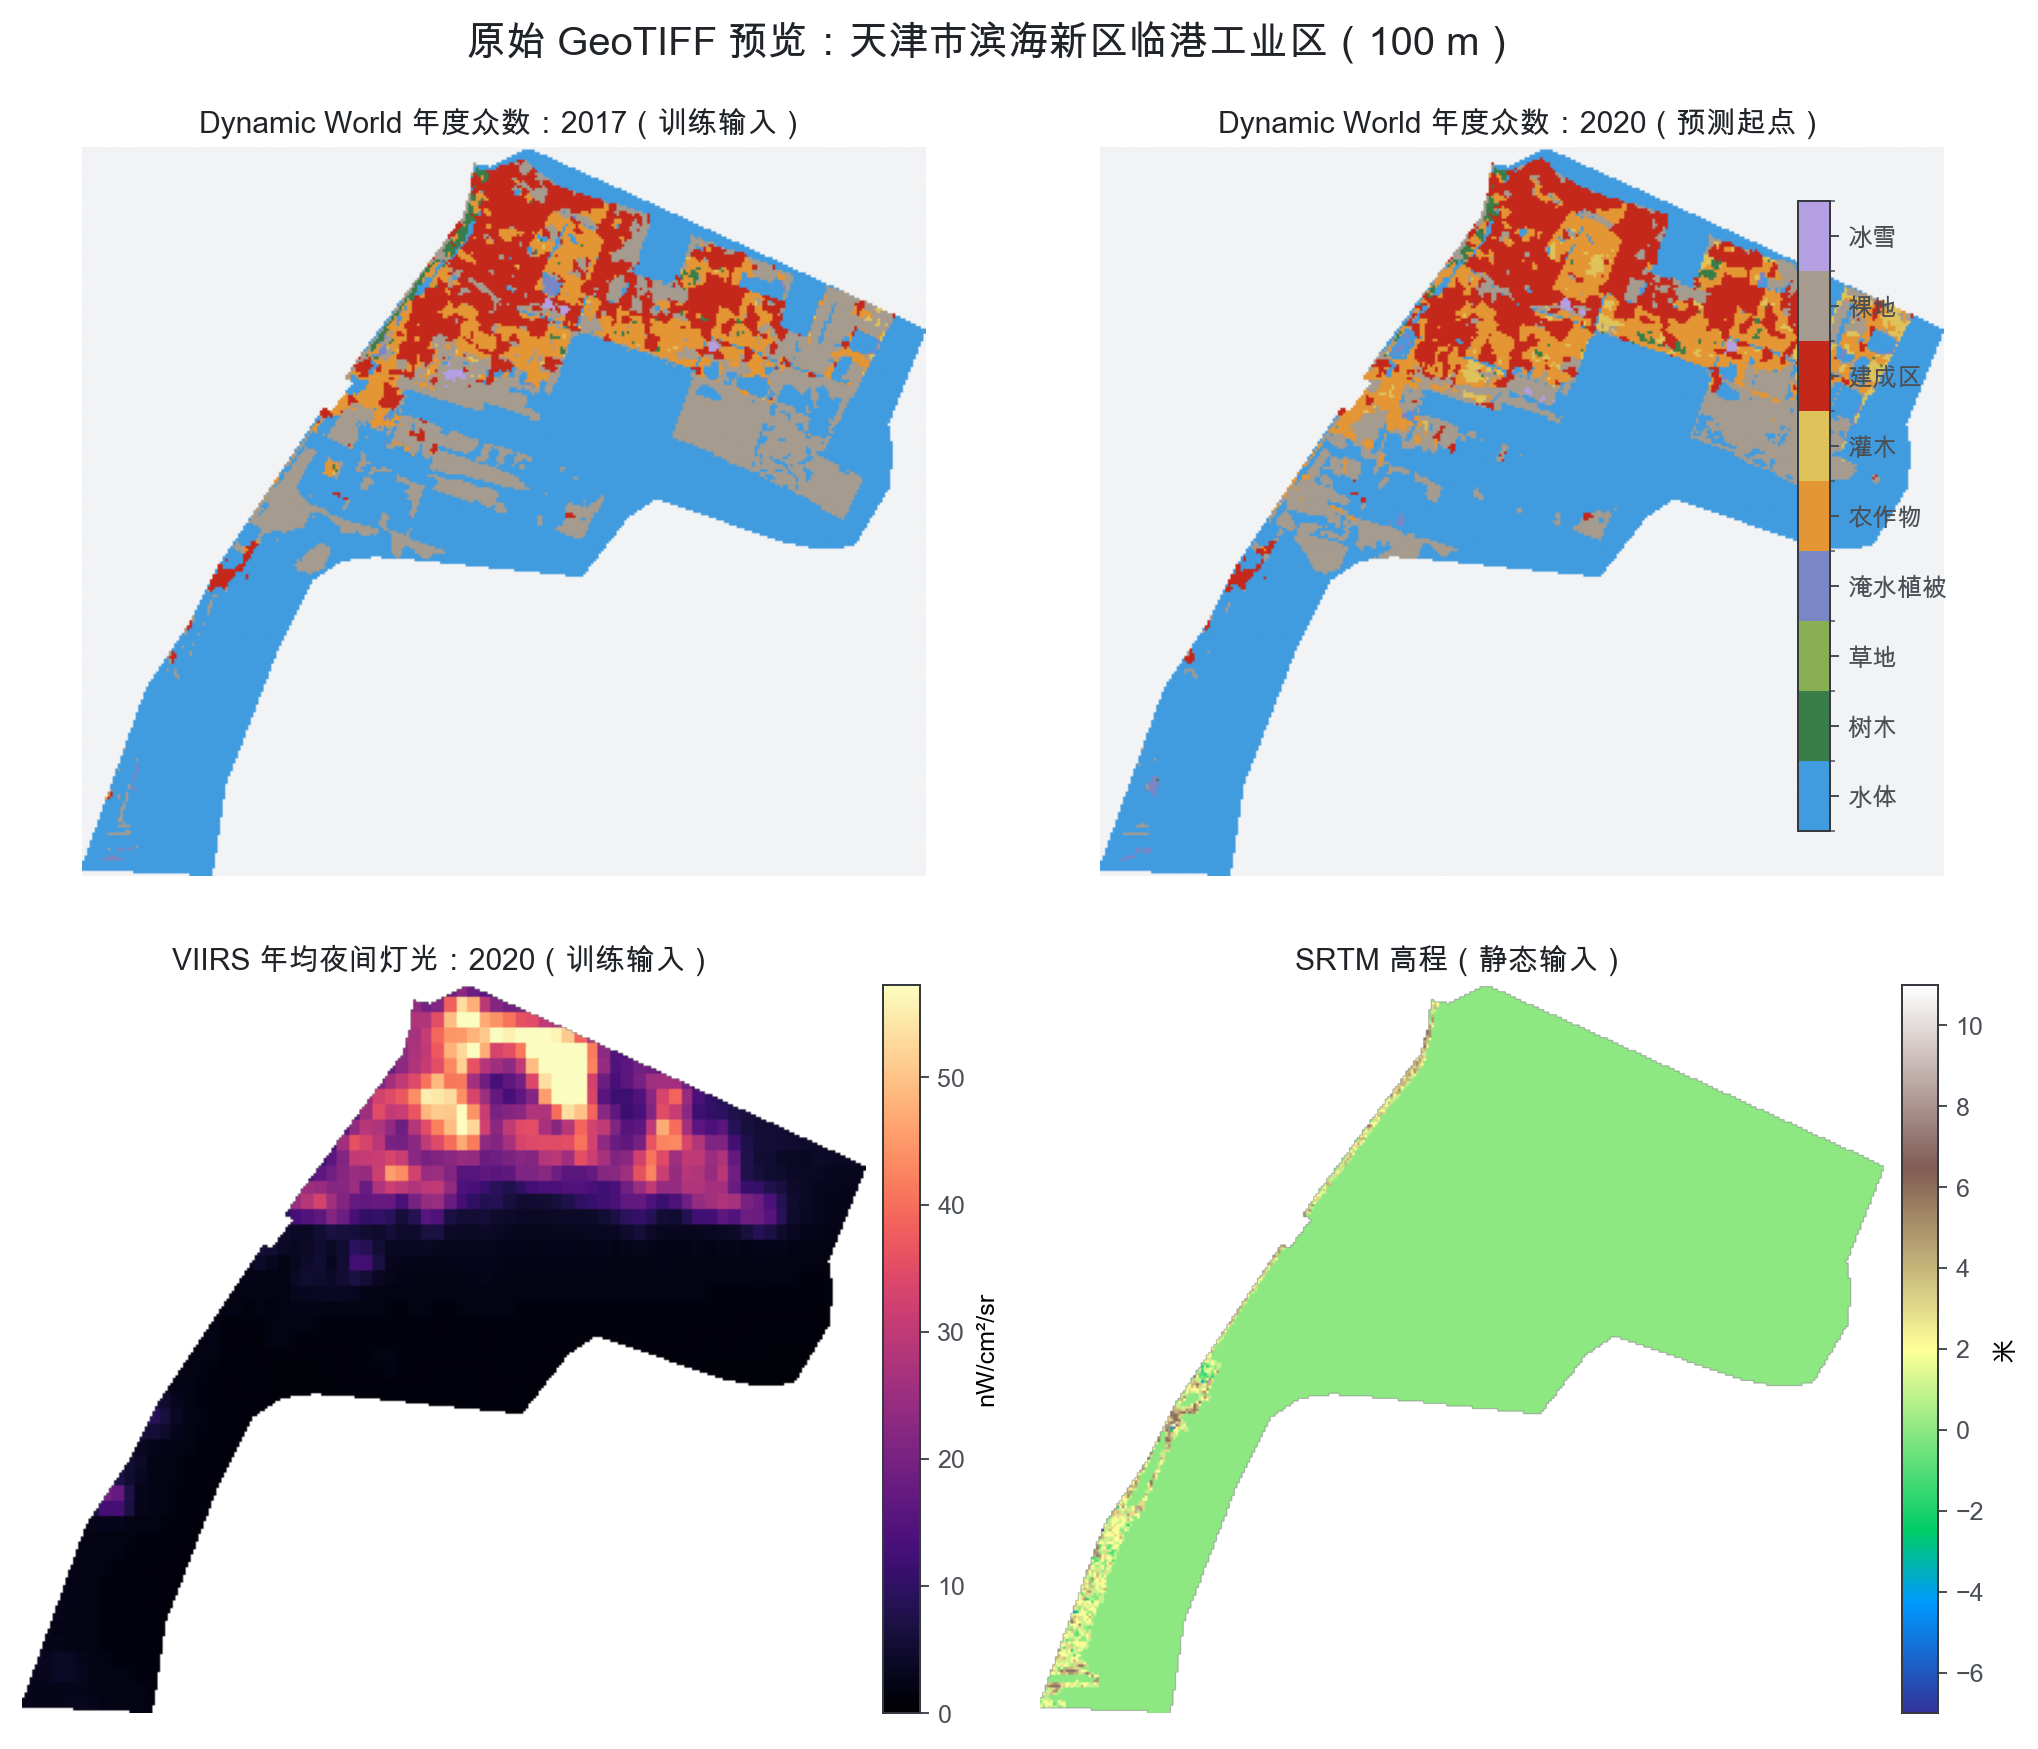 原始 GeoTIFF 预览：天津市滨海新区临港工业区（100 m）
Dynamic World 年度众数：2017（训练输入）
Dynamic World 年度众数：2020（预测起点）
冰雪
裸地
建成区
灌木
农作物
淹水植被
草地
树木
水体
VIIRS 年均夜间灯光：2020（训练输入）
50
40
30
20
10
0
nW/cm²/sr
SRTM 高程（静态输入）
10
8
6
4
2
0
−2
−4
−6
米